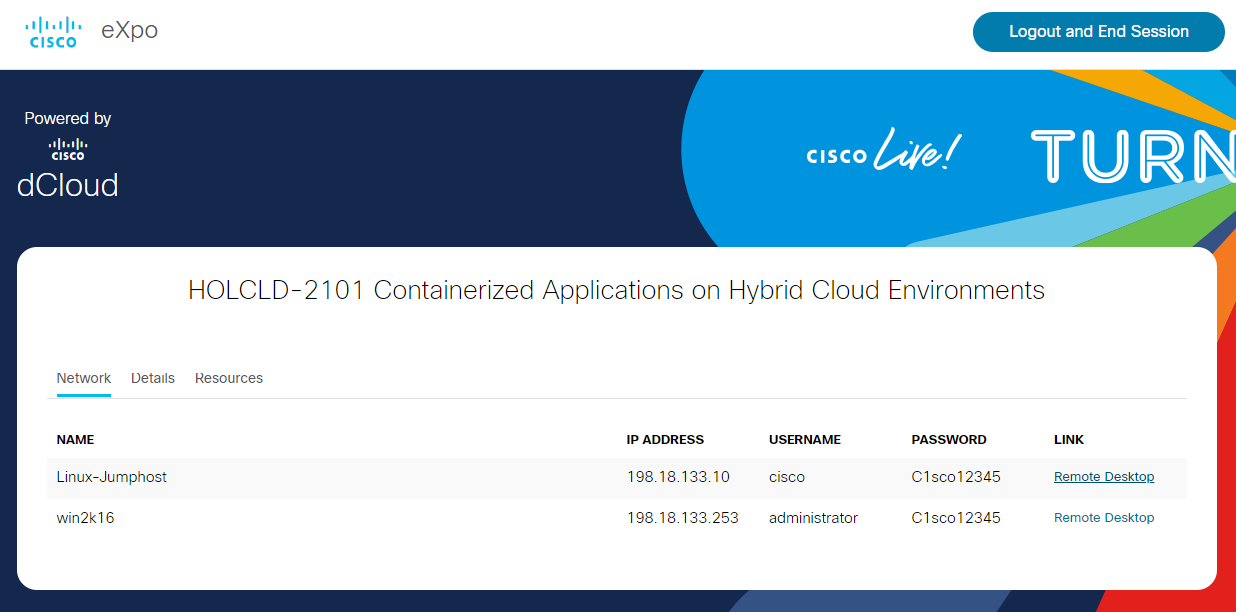 CISCO eXpo
Logout and End Session
Powered by
CISCO
dCloud
CISCO Live!
TURN
HOLCLD-2101 Containerized Applications on Hybrid Cloud Environments
Network Details Resources
NAME IP ADDRESS USERNAME PASSWORD LINK
Linux-Jumphost 198.18.133.10 cisco C1sco12345 Remote Desktop
win2k16 198.18.133.253 administrator C1sco12345 Remote Desktop